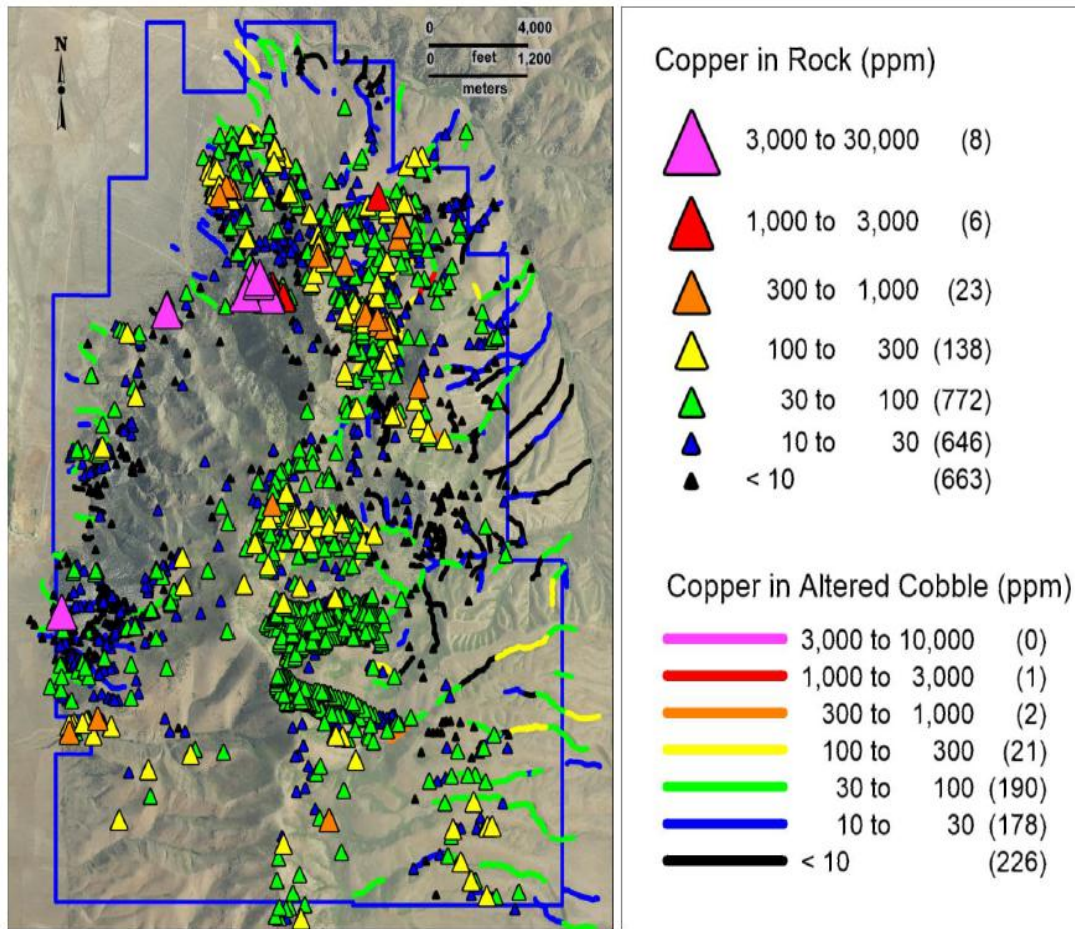 N
0 4,000
feet
0 1,200
meters
Copper in Rock (ppm)
3,000 to 30,000 (8)
1,000 to 3,000 (6)
300 to 1,000 (23)
100 to 300 (138)
30 to 100 (772)
10 to 30 (646)
< 10 (663)
Copper in Altered Cobble (ppm)
3,000 to 10,000 (0)
1,000 to 3,000 (1)
300 to 1,000 (2)
100 to 300 (21)
30 to 100 (190)
10 to 30 (178)
< 10 (226)